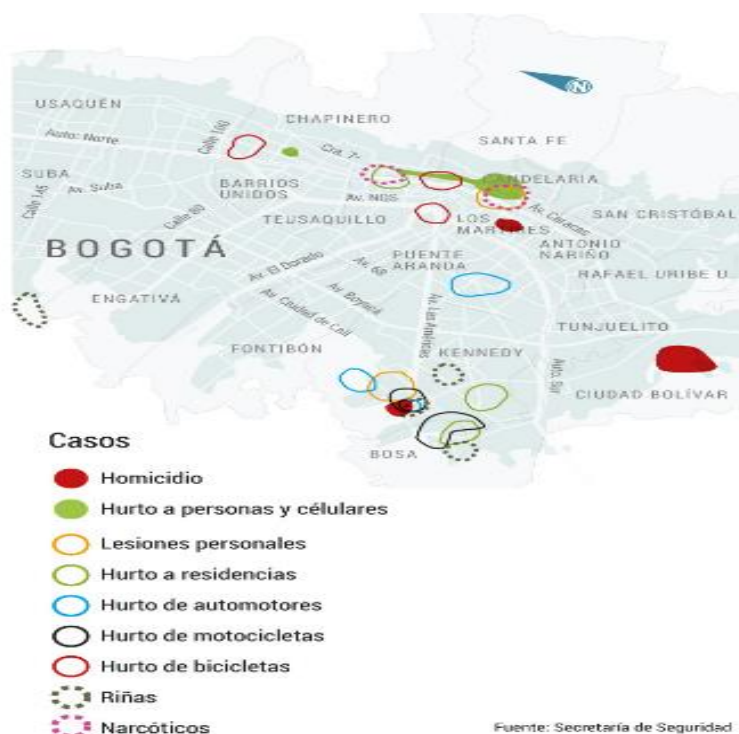 N
USAQUÉN
CHAPINERO
Auto. Norte
Calle 100
Cra. 7ª
SANTA FE
SUBA
Av. Suba
Calle 145
BARRIOS
UNIDOS
CANDELARIA
Av. NQS
Av. Caracas
Calle 80
TEUSAQUILLO
LOS
MÁRTIRES
SAN CRISTÓBAL
BOGOTÁ
ANTONIO
NARIÑO
PUENTE
ARANDA
Av. El Dorado
Av. 68
RAFAEL URIBE U.
ENGATIVÁ
Av. Boyacá
Av. Ciudad de Cali
Av. Las Américas
TUNJUELITO
FONTIBÓN
KENNEDY
Auto. Sur
CIUDAD BOLÍVAR
BOSA
Casos
Homicidio
Hurto a personas y célulares
Lesiones personales
Hurto a residencias
Hurto de automotores
Hurto de motocicletas
Hurto de bicicletas
Riñas
Narcóticos
Fuente: Secretaría de Seguridad